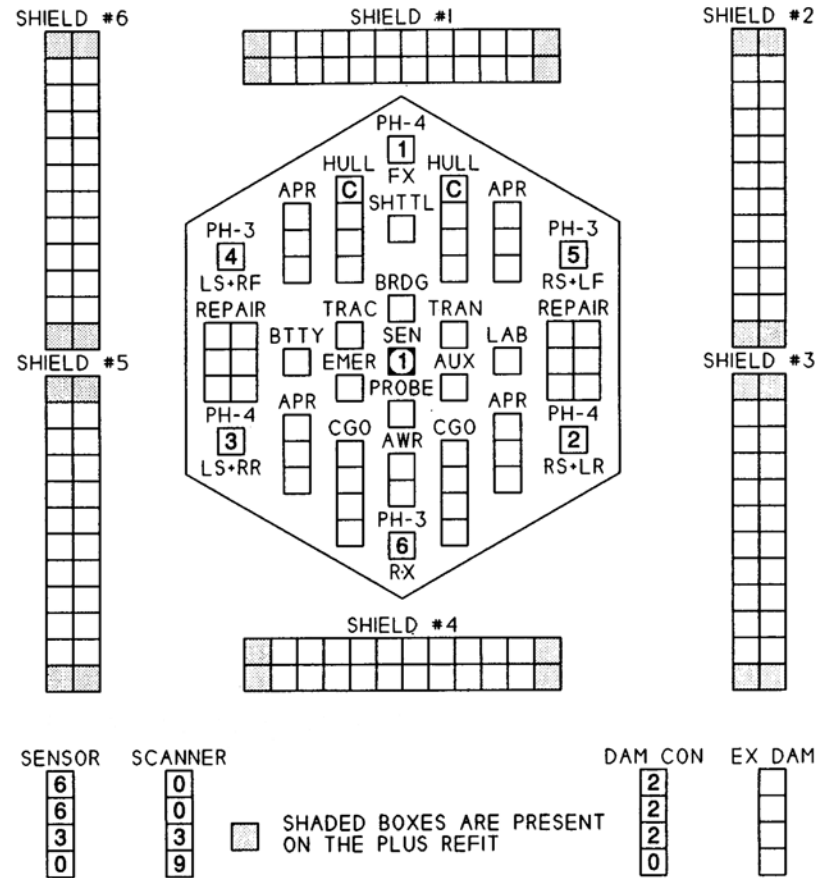 SHIELD #6
SHIELD #1
SHIELD #2
PH-4
1
FX
HULL
C
HULL
C
APR
SHTTL
APR
PH-3
4
LS+RF
PH-3
5
RS+LF
BRDG
REPAIR
TRAC
TRAN
REPAIR
BTTY
SEN
1
LAB
EMER
AUX
PROBE
SHIELD #5
SHIELD #3
PH-4
3
LS+RR
APR
CGO
AWR
CGO
APR
PH-4
2
RS+LR
PH-3
6
RX
SHIELD #4
SENSOR
6
6
3
0
SCANNER
0
0
3
9
SHADED BOXES ARE PRESENT
ON THE PLUS REFIT
DAM CON
2
2
2
0
EX DAM